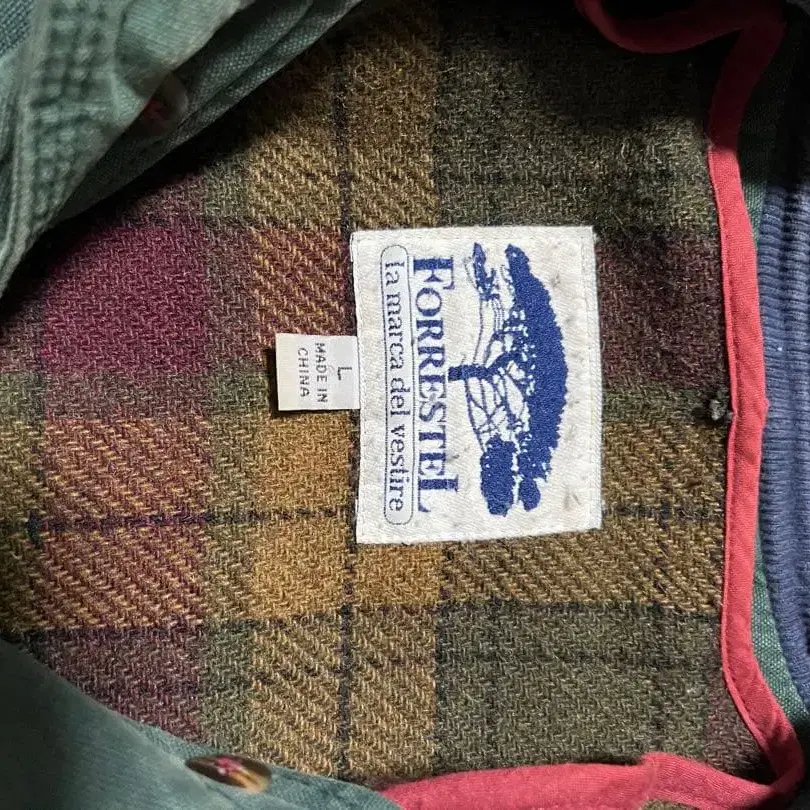 FORRESTEL
la marca del vestire
L
MADE IN
CHINA